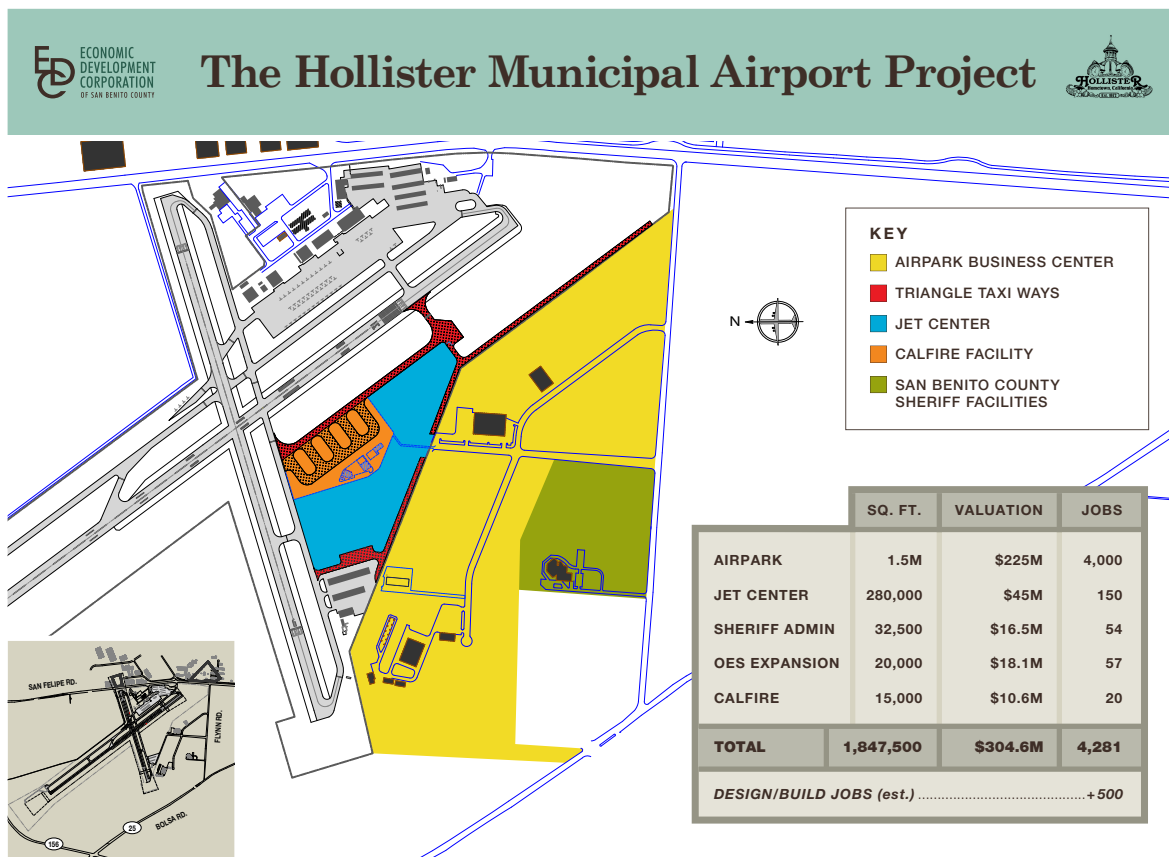 ECONOMIC
DEVELOPMENT
CORPORATION
OF SAN BENITO COUNTY
The Hollister Municipal Airport Project
HOLLISTER
Hometown, California
N
KEY
AIRPARK BUSINESS CENTER
TRIANGLE TAXI WAYS
JET CENTER
CALFIRE FACILITY
SAN BENITO COUNTY
SHERIFF FACILITIES
SQ. FT. VALUATION JOBS
AIRPARK 1.5M $225M 4,000
JET CENTER 280,000 $45M 150
SHERIFF ADMIN 32,500 $16.5M 54
OES EXPANSION 20,000 $18.1M 57
CALFIRE 15,000 $10.6M 20
TOTAL 1,847,500 $304.6M 4,281
DESIGN/BUILD JOBS (est.) ..........................................+500
SAN FELIPE RD.
FLYNN RD.
BOLSA RD.
25
156